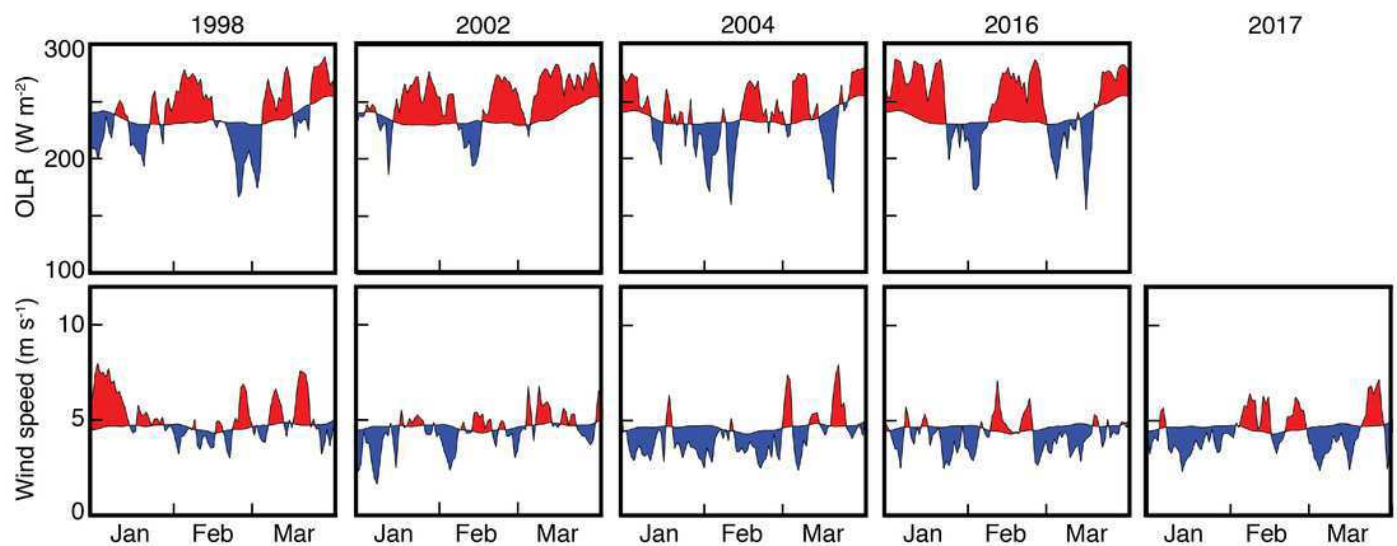 1998 2002 2004 2016 2017
300
200
100
OLR (W m⁻²)
10
5
0
Wind speed (m s⁻¹)
Jan Feb Mar Jan Feb Mar Jan Feb Mar Jan Feb Mar Jan Feb Mar